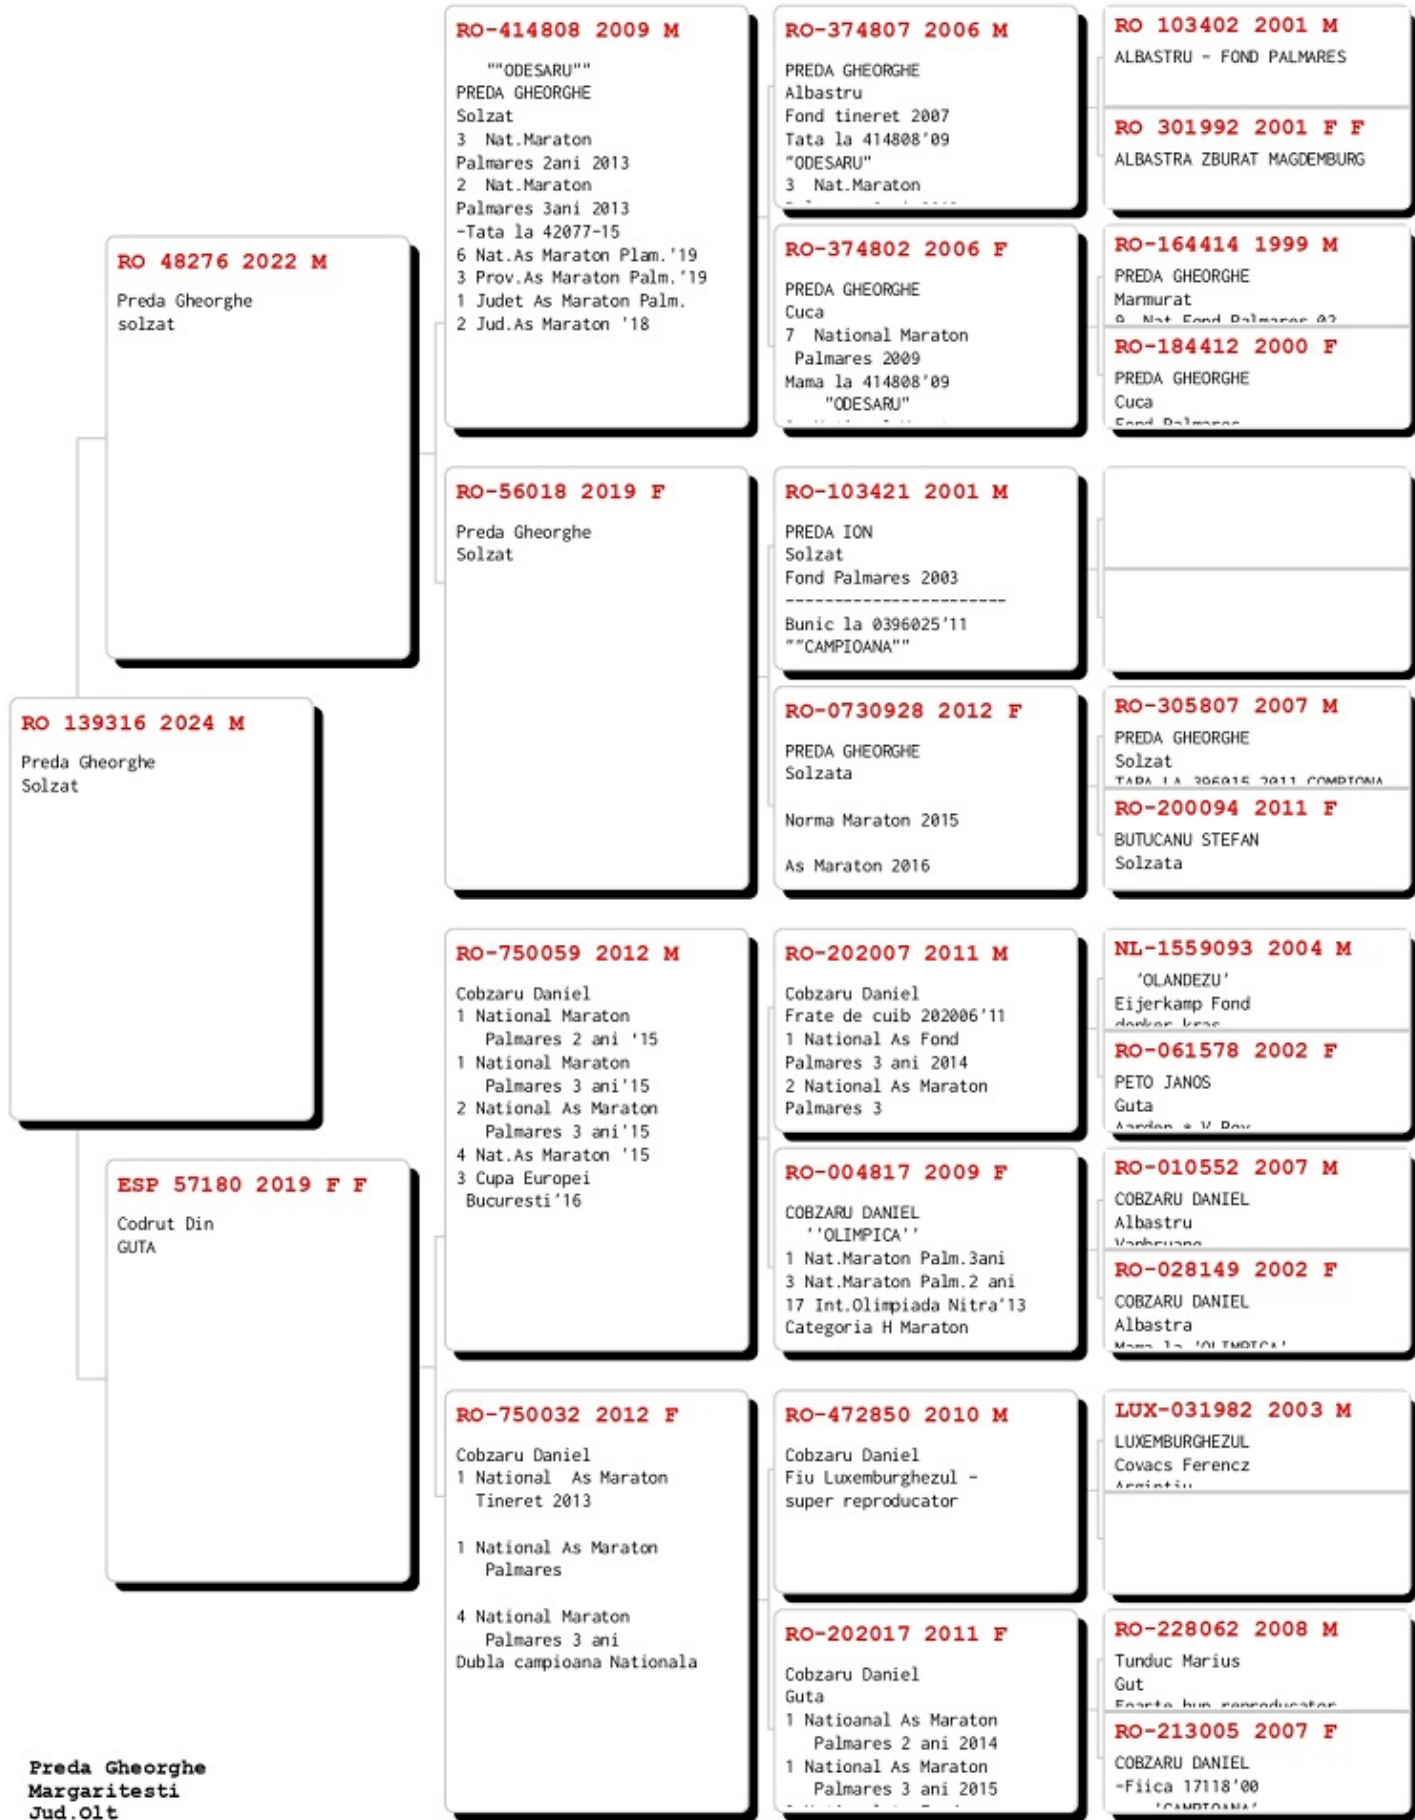 RO 139316 2024 M
Preda Gheorghe
Solzat
RO 48276 2022 M
Preda Gheorghe
solzat
ESP 57180 2019 F F
Codrut Din
GUTA
RO-414808 2009 M
""ODESARU""
PREDA GHEORGHE
Solzat
3 Nat.Maraton
Palmares 2ani 2013
2 Nat.Maraton
Palmares 3ani 2013
-Tata la 42077-15
6 Nat.As Maraton Plam.'19
3 Prov.As Maraton Palm.'19
1 Judet As Maraton Palm.
2 Jud.As Maraton '18
RO-56018 2019 F
Preda Gheorghe
Solzat
RO-750059 2012 M
Cobzaru Daniel
1 National Maraton
Palmares 2 ani '15
1 National Maraton
Palmares 3 ani'15
2 National As Maraton
Palmares 3 ani'15
4 Nat.As Maraton '15
3 Cupa Europei
Bucuresti'16
RO-750032 2012 F
Cobzaru Daniel
1 National As Maraton
Tineret 2013
1 National As Maraton
Palmares
4 National Maraton
Palmares 3 ani
Dubla campioana Nationala
RO-374807 2006 M
PREDA GHEORGHE
Albastru
Fond tineret 2007
Tata la 414808'09
"ODESARU"
3 Nat.Maraton
RO-374802 2006 F
PREDA GHEORGHE
Cuca
7 National Maraton
Palmares 2009
Mama la 414808'09
"ODESARU"
RO-103421 2001 M
PREDA ION
Solzat
Fond Palmares 2003
-----------------------
Bunic la 0396025'11
""CAMPIOANA""
RO-0730928 2012 F
PREDA GHEORGHE
Solzata
Norma Maraton 2015
As Maraton 2016
RO-202007 2011 M
Cobzaru Daniel
Frate de cuib 202006'11
1 National As Fond
Palmares 3 ani 2014
2 National As Maraton
Palmares 3
RO-004817 2009 F
COBZARU DANIEL
''OLIMPICA''
1 Nat.Maraton Palm.3ani
3 Nat.Maraton Palm.2 ani
17 Int.Olimpiada Nitra'13
Categoria H Maraton
RO-472850 2010 M
Cobzaru Daniel
Fiu Luxemburghezul -
super reproducator
RO-202017 2011 F
Cobzaru Daniel
Guta
1 Natioanal As Maraton
Palmares 2 ani 2014
1 National As Maraton
Palmares 3 ani 2015
RO 103402 2001 M
ALBASTRU - FOND PALMARES
RO 301992 2001 F F
ALBASTRA ZBURAT MAGDEMBURG
RO-164414 1999 M
PREDA GHEORGHE
Marmurat
9 Nat Fond Palmares 02
RO-184412 2000 F
PREDA GHEORGHE
Cuca
Fond Palmares
RO-305807 2007 M
PREDA GHEORGHE
Solzat
RO-200094 2011 F
BUTUCANU STEFAN
Solzata
NL-1559093 2004 M
'OLANDEZU'
Eijerkamp Fond
donker kras
RO-061578 2002 F
PETO JANOS
Guta
RO-010552 2007 M
COBZARU DANIEL
Albastru
RO-028149 2002 F
COBZARU DANIEL
Albastra
Mama la 'OLIMPICA'
LUX-031982 2003 M
LUXEMBURGHEZUL
Covacs Ferencz
Argintiu
RO-228062 2008 M
Tunduc Marius
Gut
Foarte bun reproducator
RO-213005 2007 F
COBZARU DANIEL
-Fiica 17118'00
'CAMPIOANA'
Preda Gheorghe
Margaritesti
Jud.Olt